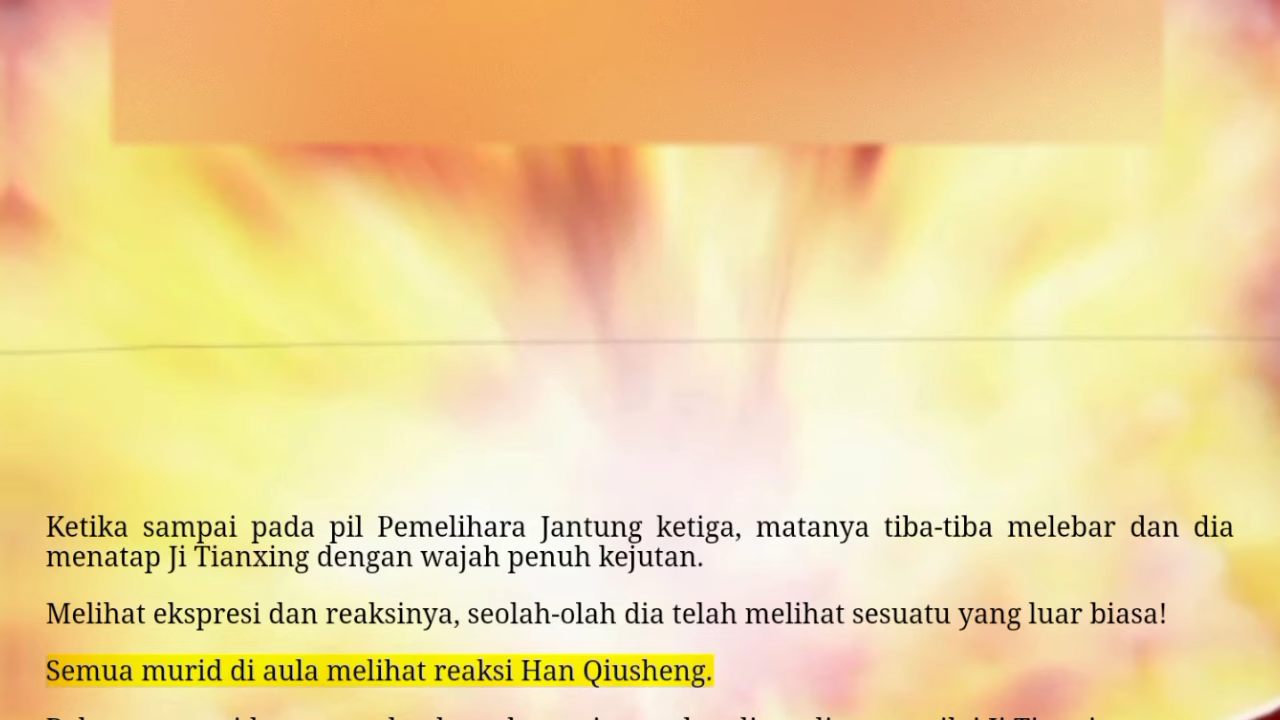 Ketika sampai pada pil Pemelihara Jantung ketiga, matanya tiba-tiba melebar dan dia
menatap Ji Tianxing dengan wajah penuh kejutan.
Melihat ekspresi dan reaksinya, seolah-olah dia telah melihat sesuatu yang luar biasa!
Semua murid di aula melihat reaksi Han Qiusheng.